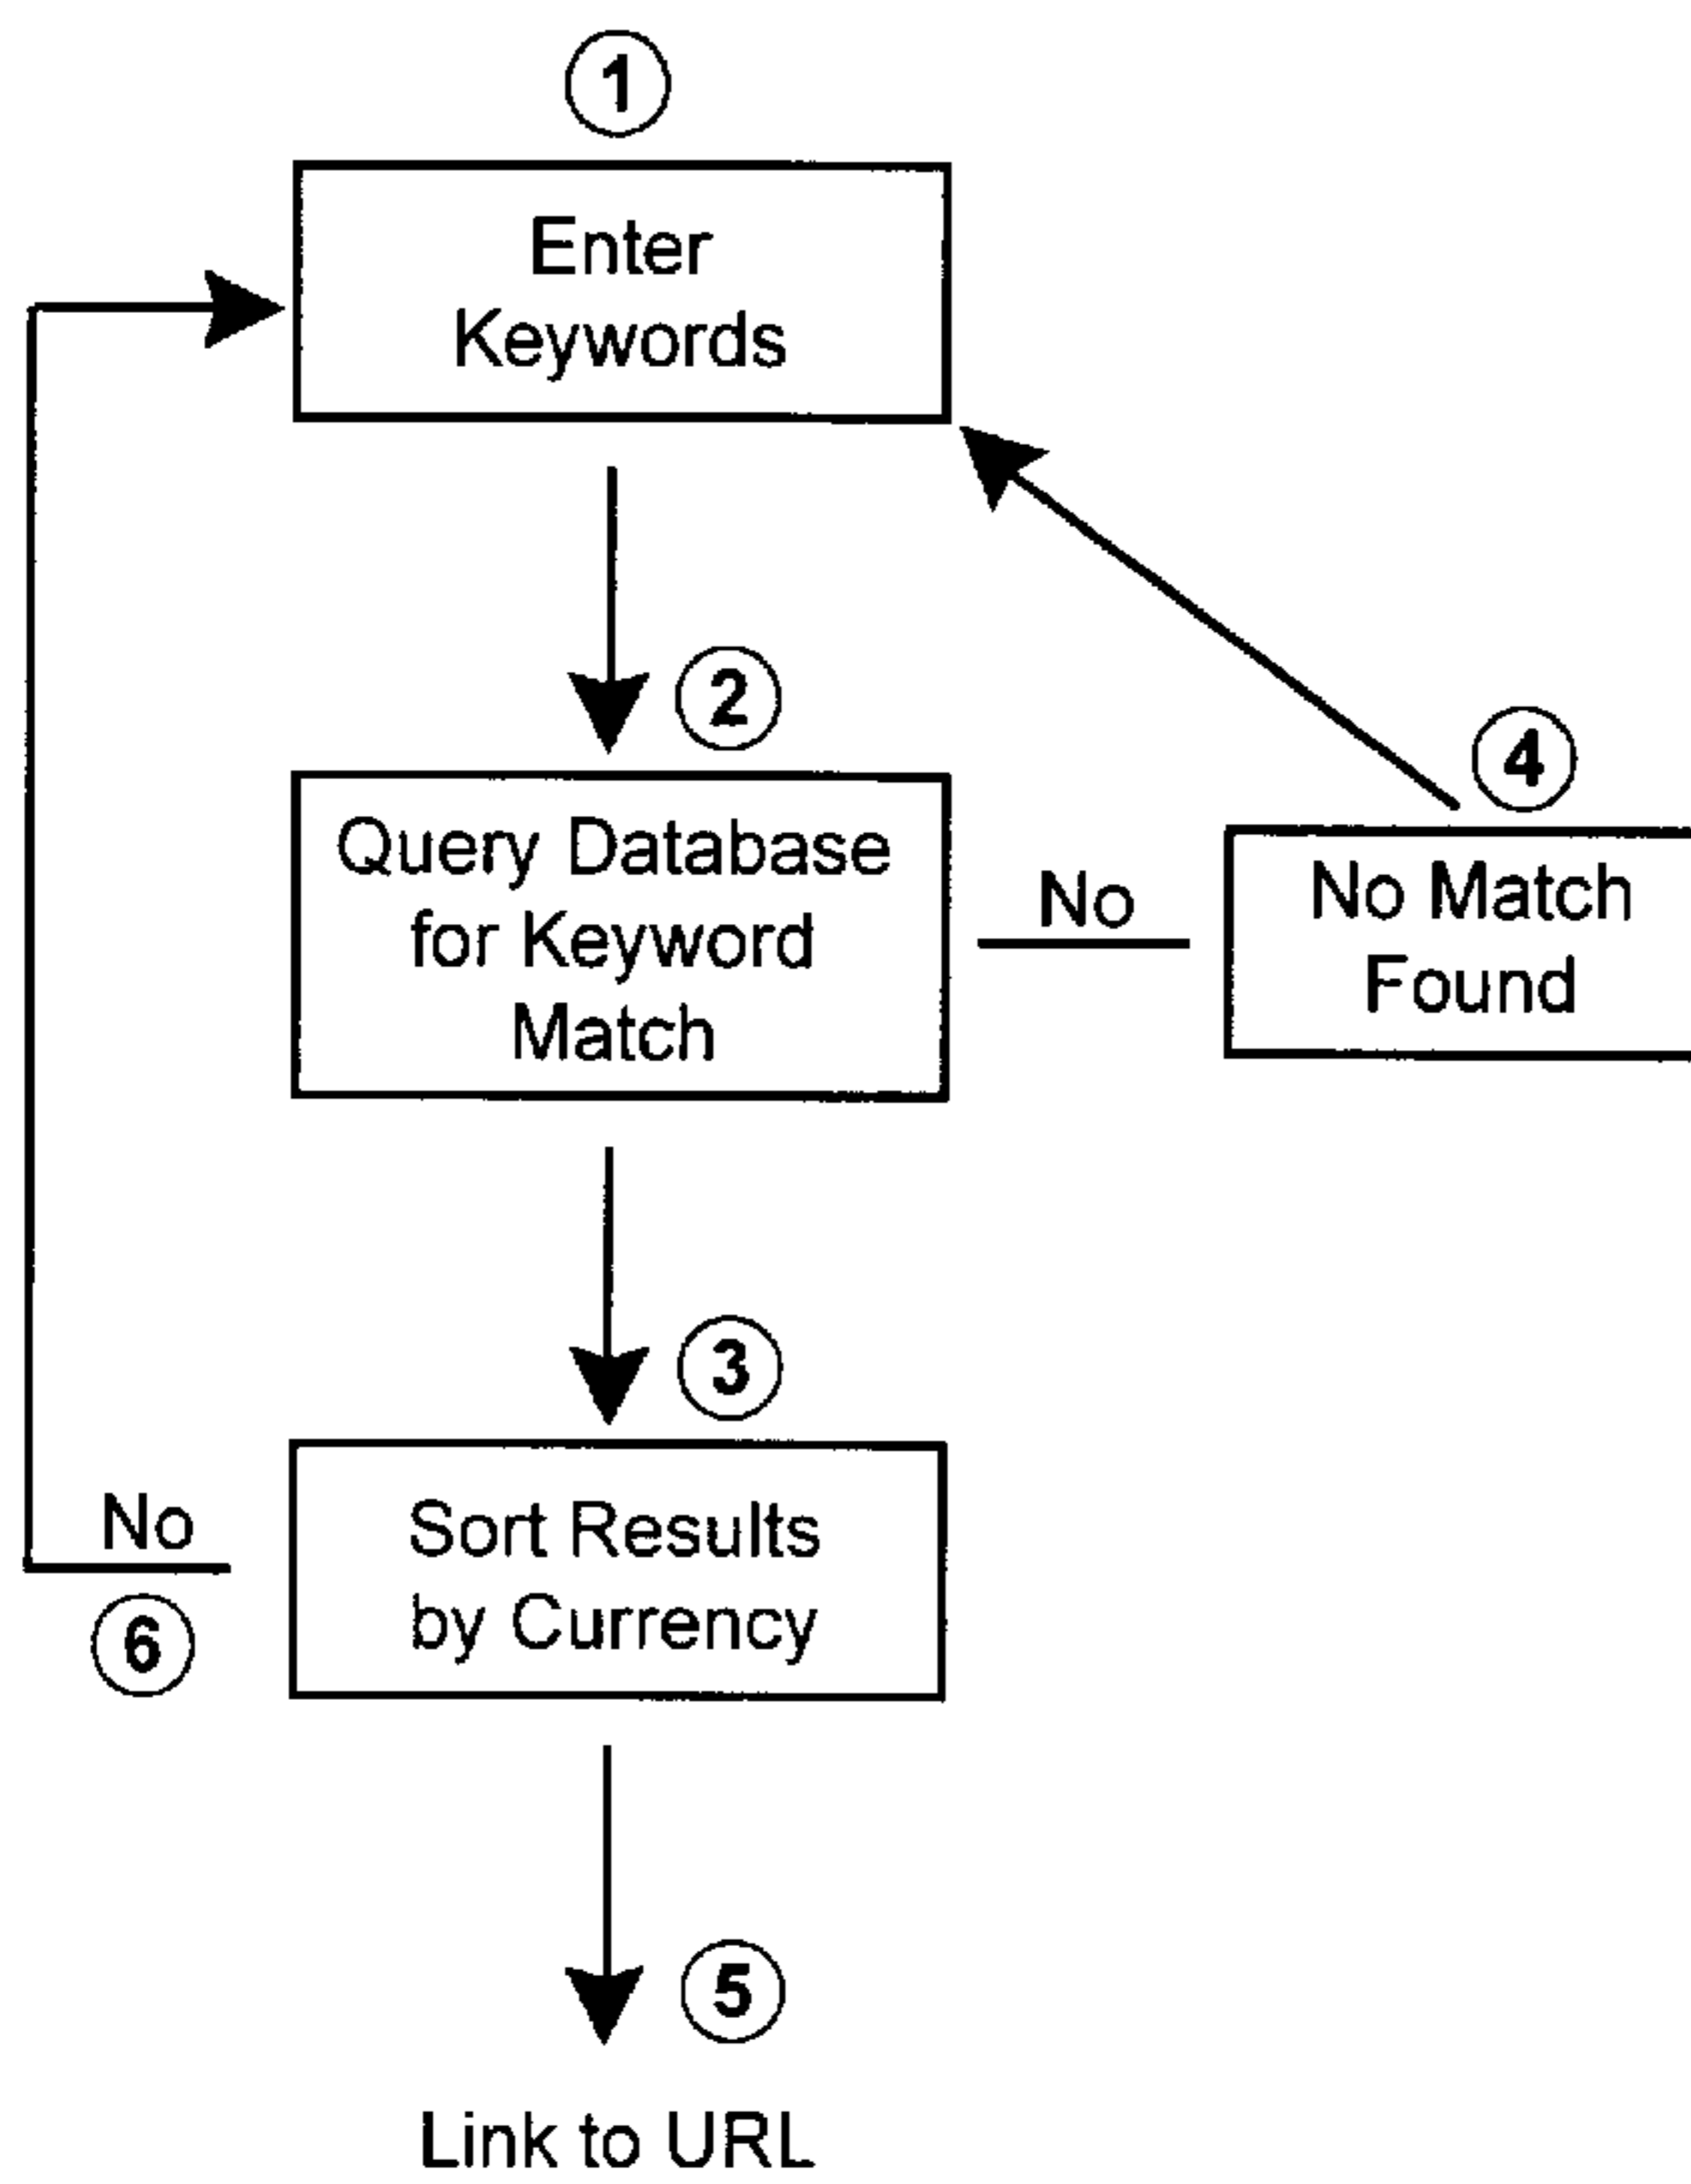 1
Enter
Keywords
2
Query Database
for Keyword
Match
No
4
No Match
Found
3
Sort Results
by Currency
No
6
5
Link to URL